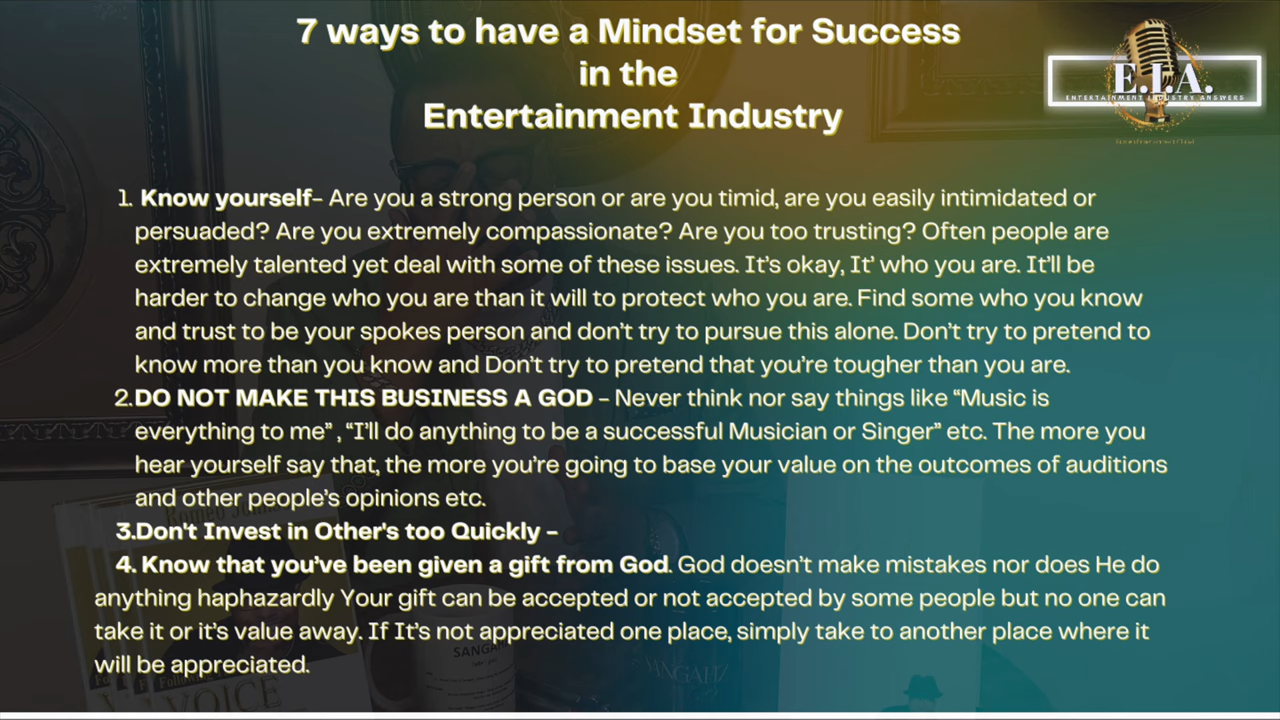 7 ways to have a Mindset for Success
in the
Entertainment Industry
E.I.A.
ENTERTAINMENT INDUSTRY ANSWERS
1. Know yourself- Are you a strong person or are you timid, are you easily intimidated or
persuaded? Are you extremely compassionate? Are you too trusting? Often people are
extremely talented yet deal with some of these issues. It's okay, It' who you are. It'll be
harder to change who you are than it will to protect who you are. Find some who you know
and trust to be your spokes person and don't try to pursue this alone. Don't try to pretend to
know more than you know and Don't try to pretend that you're tougher than you are.
2. DO NOT MAKE THIS BUSINESS A GOD - Never think nor say things like “Music is
everything to me” , “I'll do anything to be a successful Musician or Singer” etc. The more you
hear yourself say that, the more you're going to base your value on the outcomes of auditions
and other people's opinions etc.
3.Don't Invest in Other's too Quickly -
4. Know that you've been given a gift from God. God doesn't make mistakes nor does He do
anything haphazardly Your gift can be accepted or not accepted by some people but no one can
take it or it's value away. If It's not appreciated one place, simply take to another place where it
will be appreciated.
Romeo
SANGAH
VOICE